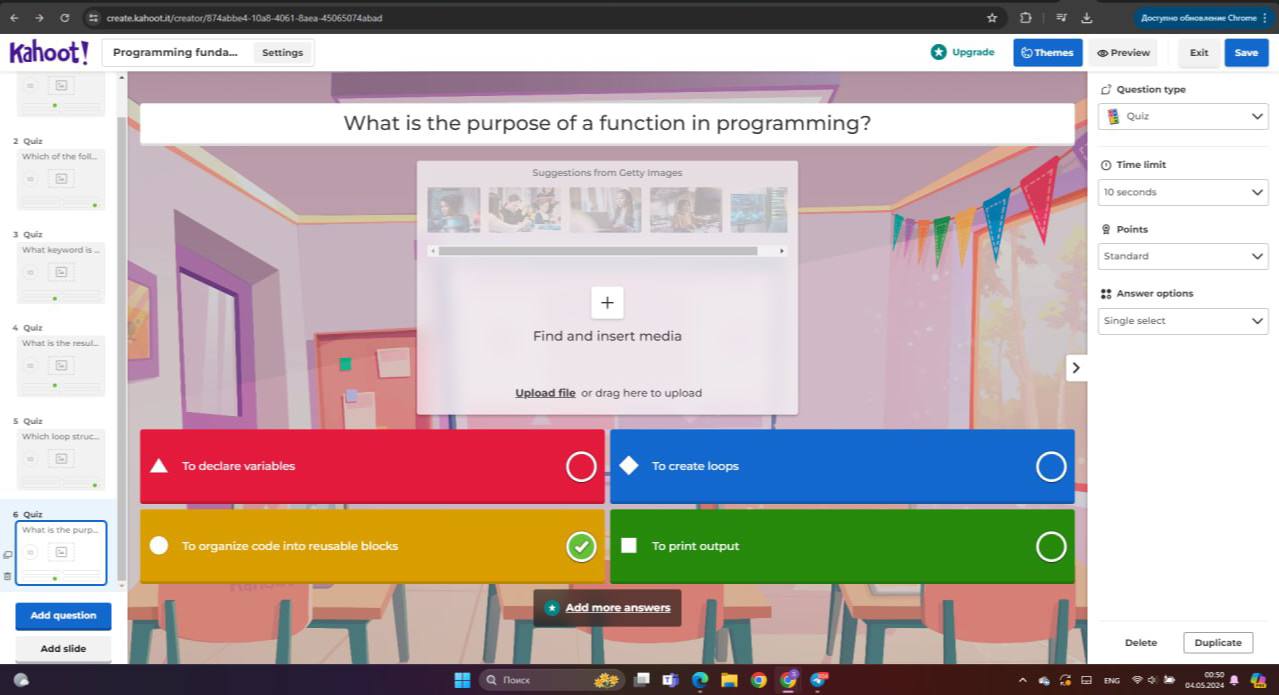 create.kahoot.it/creator/874abbe4-10a8-4061-8aea-45065074abad
Доступно обновление Chrome
Kahoot!
Programming funda...
Settings
Upgrade
Themes
Preview
Exit
Save
2 Quiz
Which of the foll...
3 Quiz
What keyword is ...
4 Quiz
What is the resul...
5 Quiz
Which loop struc...
6 Quiz
What is the purp...
Add question
Add slide
What is the purpose of a function in programming?
Suggestions from Getty Images
Find and insert media
Upload file or drag here to upload
To declare variables
To create loops
To organize code into reusable blocks
To print output
Add more answers
Question type
Quiz
Time limit
10 seconds
Points
Standard
Answer options
Single select
Delete
Duplicate
Поиск
ENG
00:50
04.05.2024